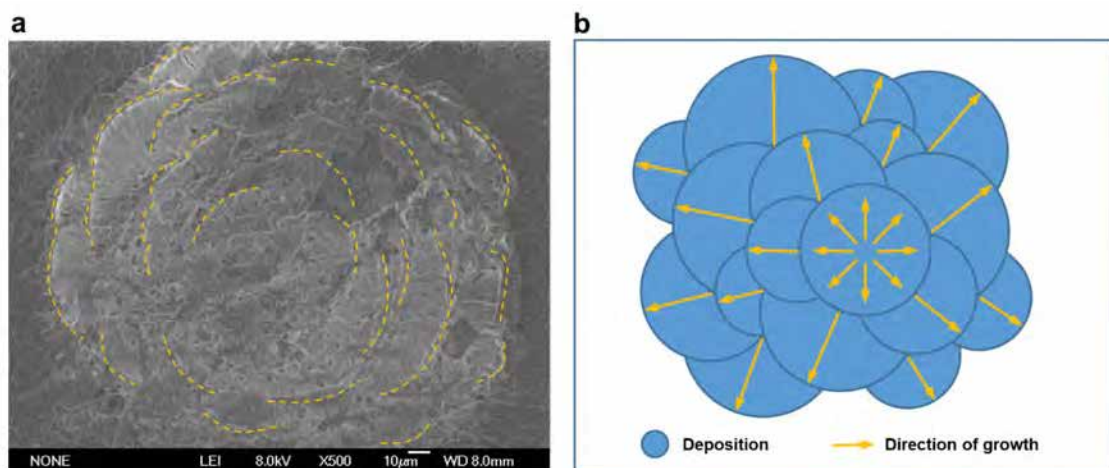 a
b
NONE LEI 8.0kV X500 10μm WD 8.0mm
Deposition
Direction of growth